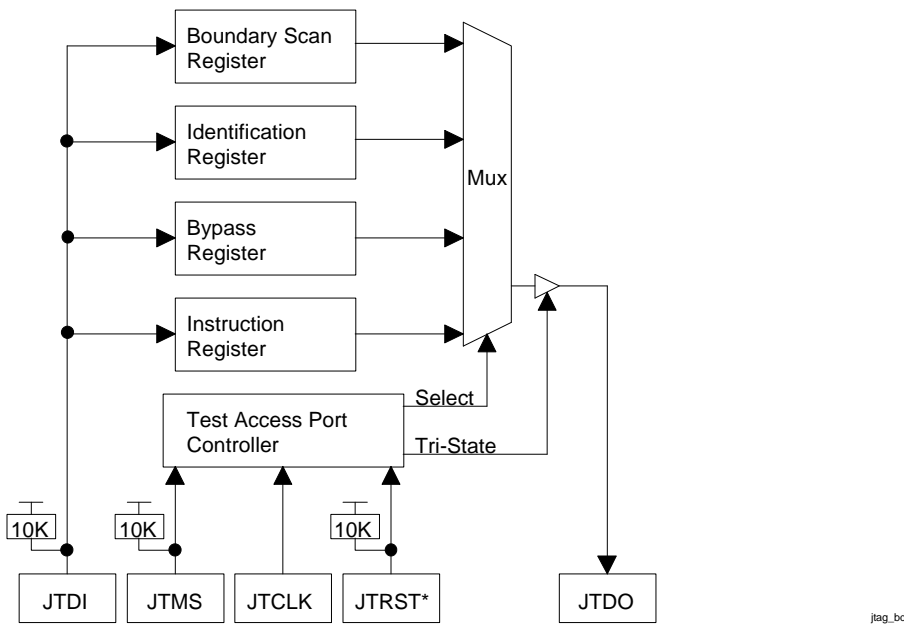 Boundary Scan
Register
Identification
Register
Mux
Bypass
Register
Instruction
Register
Select
Test Access Port
Controller
Tri-State
10K
10K
10K
JTDI
JTMS
JTCLK
JTRST*
JTDO
jtag_bo